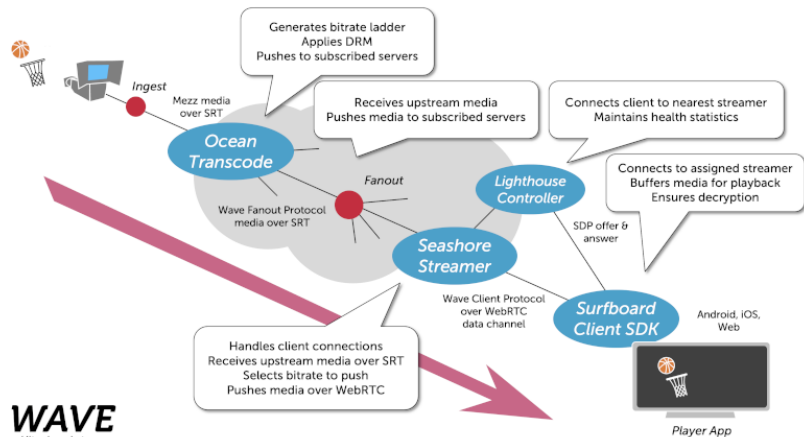 Generates bitrate ladder
Applies DRM
Pushes to subscribed servers
Ingest
Mezz media
over SRT
Receives upstream media
Pushes media to subscribed servers
Connects client to nearest streamer
Maintains health statistics
Ocean
Transcode
Fanout
Lighthouse
Controller
Connects to assigned streamer
Buffers media for playback
Ensures decryption
Wave Fanout Protocol
media over SRT
SDP offer &
answer
Seashore
Streamer
Wave Client Protocol
over WebRTC
data channel
Surfboard
Client SDK
Android, iOS,
Web
Handles client connections
Receives upstream media over SRT
Selects bitrate to push
Pushes media over WebRTC
WAVE
Player App